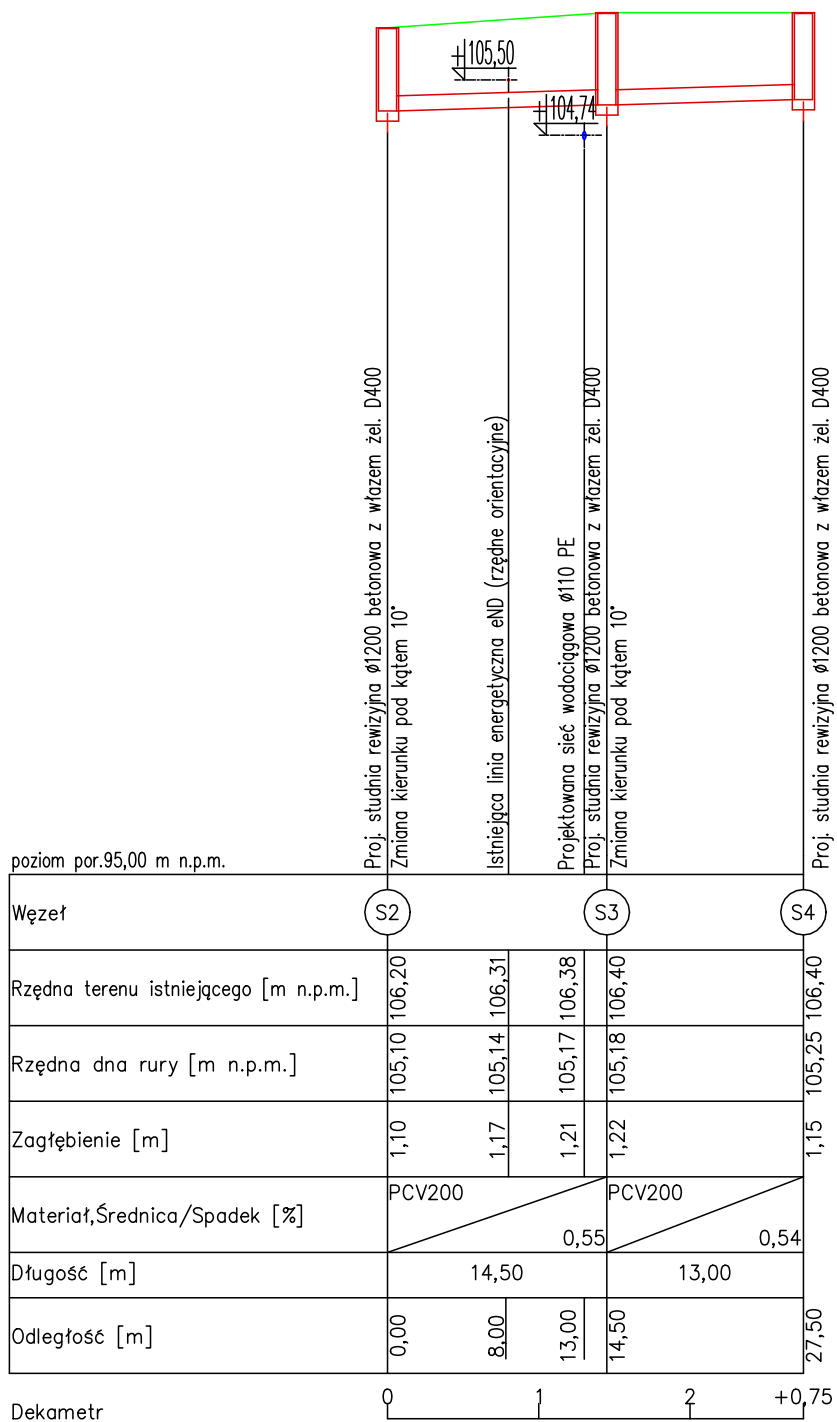 +105,50
+104,74
Proj. studnia rewizyjna ø1200 betonowa z włazem żel. D400
Zmiana kierunku pod kątem 10°
Istniejąca linia energetyczna eND (rzędne orientacyjne)
Projektowana sieć wodociągowa ø110 PE
Proj. studnia rewizyjna ø1200 betonowa z włazem żel. D400
Zmiana kierunku pod kątem 10°
Proj. studnia rewizyjna ø1200 betonowa z włazem żel. D400
poziom por.95,00 m n.p.m.
Węzeł S2 S3 S4
Rzędna terenu istniejącego [m n.p.m.] 106,20 106,31 106,38 106,40 106,40
Rzędna dna rury [m n.p.m.] 105,10 105,14 105,17 105,18 105,25
Zagłębienie [m] 1,10 1,17 1,21 1,22 1,15
Materiał,Średnica/Spadek [%] PCV200 0,55 PCV200 0,54
Długość [m] 14,50 13,00
Odległość [m] 0,00 8,00 13,00 14,50 27,50
Dekametr 0 1 2 +0,75